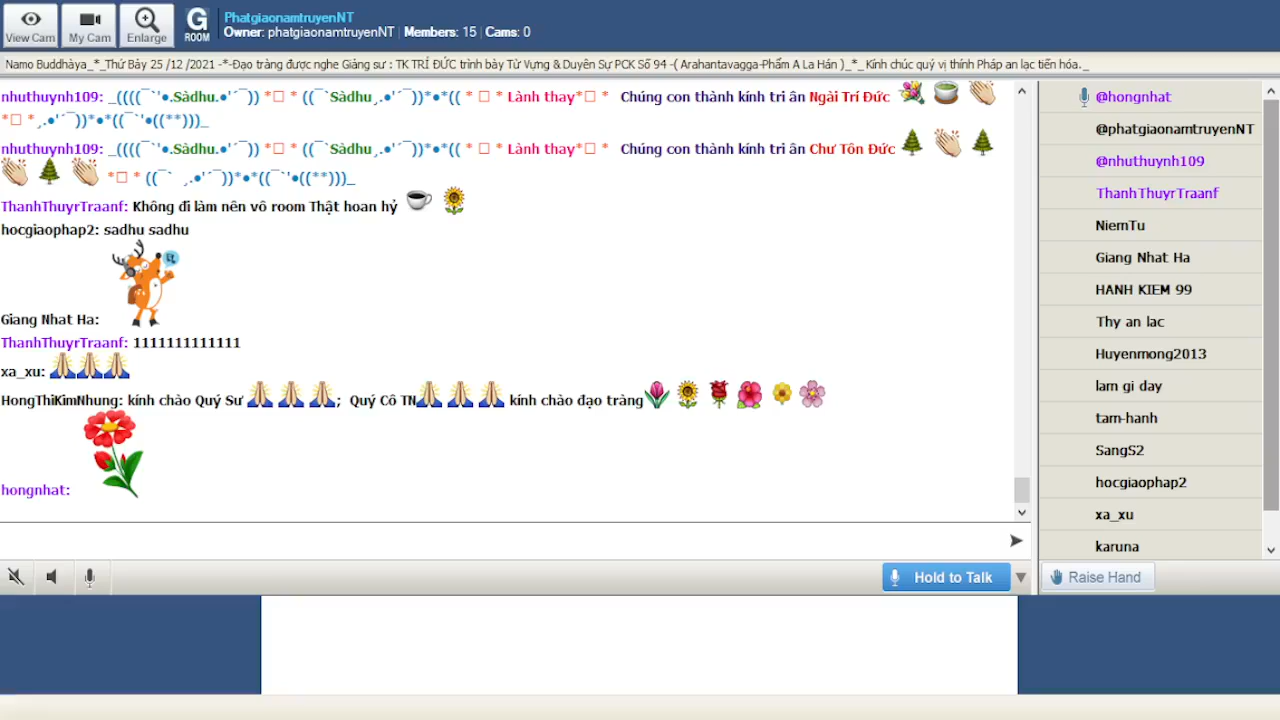 View Cam
My Cam
Enlarge
G
ROOM
PhatgiaonamtruyenNT
Owner: phatgiaonamtruyenNT | Members: 15 | Cams: 0
Namo Buddhàya_*_Thứ Bảy 25 /12 /2021 -*-Đạo tràng được nghe Giảng sư : TK TRÍ ĐỨC trình bày Từ Vựng & Duyên Sự PCK Số 94 -( Arahantavagga-Phẩm A La Hán )_*_ Kính chúc quý vị thính Pháp an lạc tiến hóa._
nhuthuynh109: _((((¯`'•.Sàdhu.•'´¯)) *▯ * ((¯`Sàdhu¸.•'´¯))*•*(( * ▯ * Lành thay*▯ * Chúng con thành kính tri ân Ngài Trí Đức 💐 🍵 👏
*▯ *¸.•'´¯))*•*((¯`'•((**)))_
nhuthuynh109: _((((¯`'•.Sàdhu.•'´¯)) *▯ * ((¯`Sàdhu¸.•'´¯))*•*(( * ▯ * Lành thay*▯ * Chúng con thành kính tri ân Chư Tôn Đức 🌲 👏 🌲
👏 🌲 👏 *▯ * ((¯` ¸.•'´¯))*•*((¯`'•((**)))_
ThanhThuyrTraanf: Không đi làm nên vô room Thật hoan hỷ ☕ 🌻
hocgiaophap2: sadhu sadhu
Giang Nhat Ha:
ThanhThuyrTraanf: 1111111111111
xa_xu: 🙏🙏🙏
HongThiKimNhung: kính chào Quý Sư 🙏 🙏 🙏; Quý Cô TN🙏 🙏 🙏 kính chào đạo tràng🌷 🌻 🌹 🌺 🌼 🌸
hongnhat:
@hongnhat
@phatgiaonamtruyenNT
@nhuthuynh109
ThanhThuyrTraanf
NiemTu
Giang Nhat Ha
HANH KIEM 99
Thy an lac
Huyenmong2013
lam gi day
tam-hanh
SangS2
hocgiaophap2
xa_xu
karuna
Hold to Talk
Raise Hand